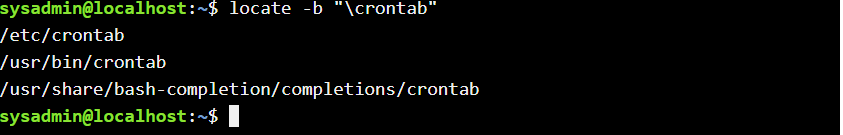 sysadmin@localhost:~$ locate -b "\crontab"
/etc/crontab
/usr/bin/crontab
/usr/share/bash-completion/completions/crontab
sysadmin@localhost:~$